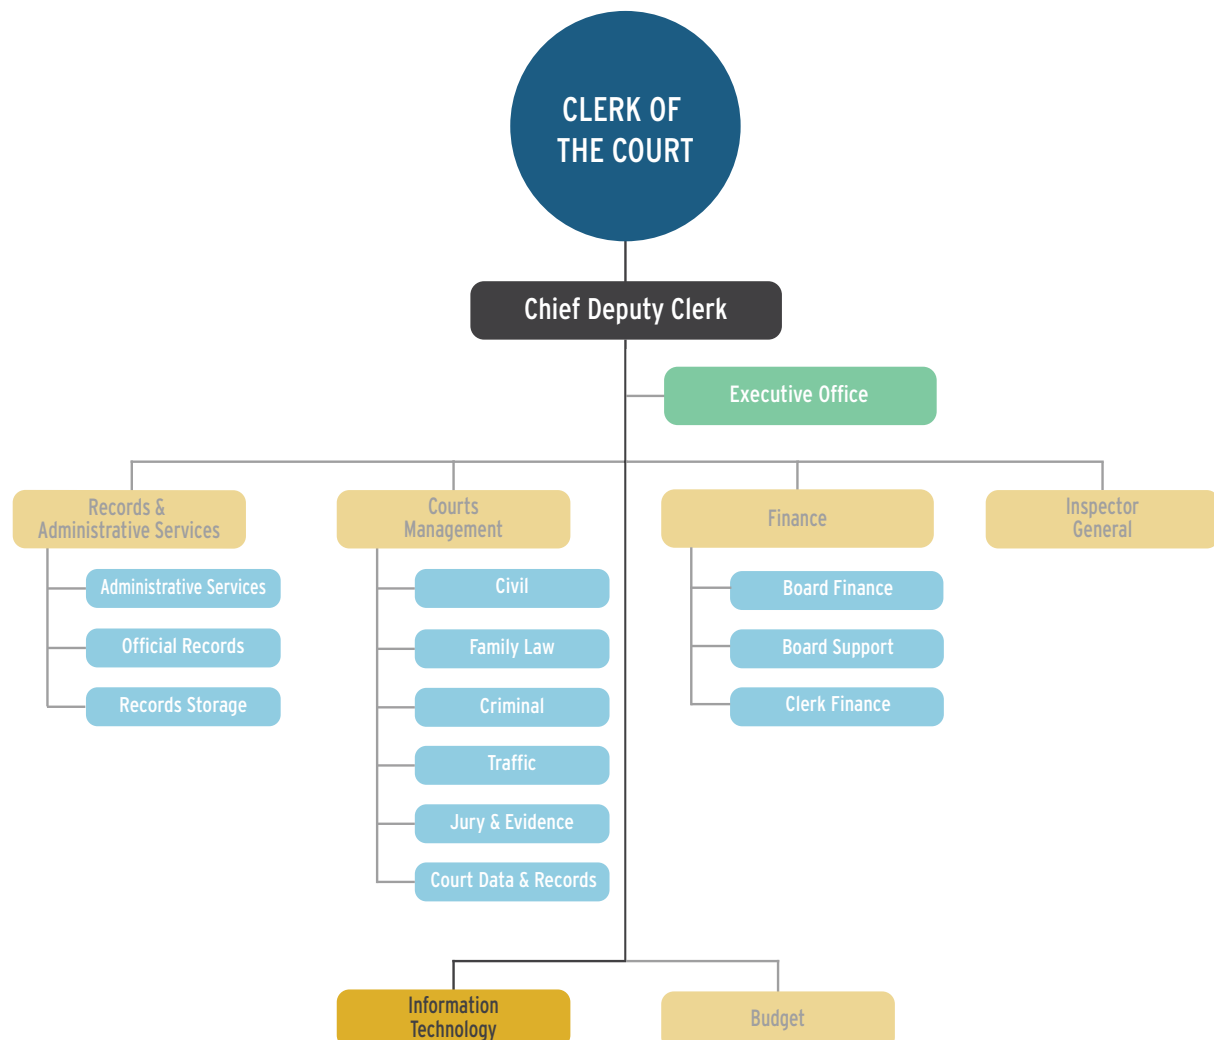 CLERK OF
THE COURT
Chief Deputy Clerk
Executive Office
Records &
Administrative Services
Administrative Services
Official Records
Records Storage
Courts
Management
Civil
Family Law
Criminal
Traffic
Jury & Evidence
Court Data & Records
Finance
Board Finance
Board Support
Clerk Finance
Inspector
General
Information
Technology
Budget